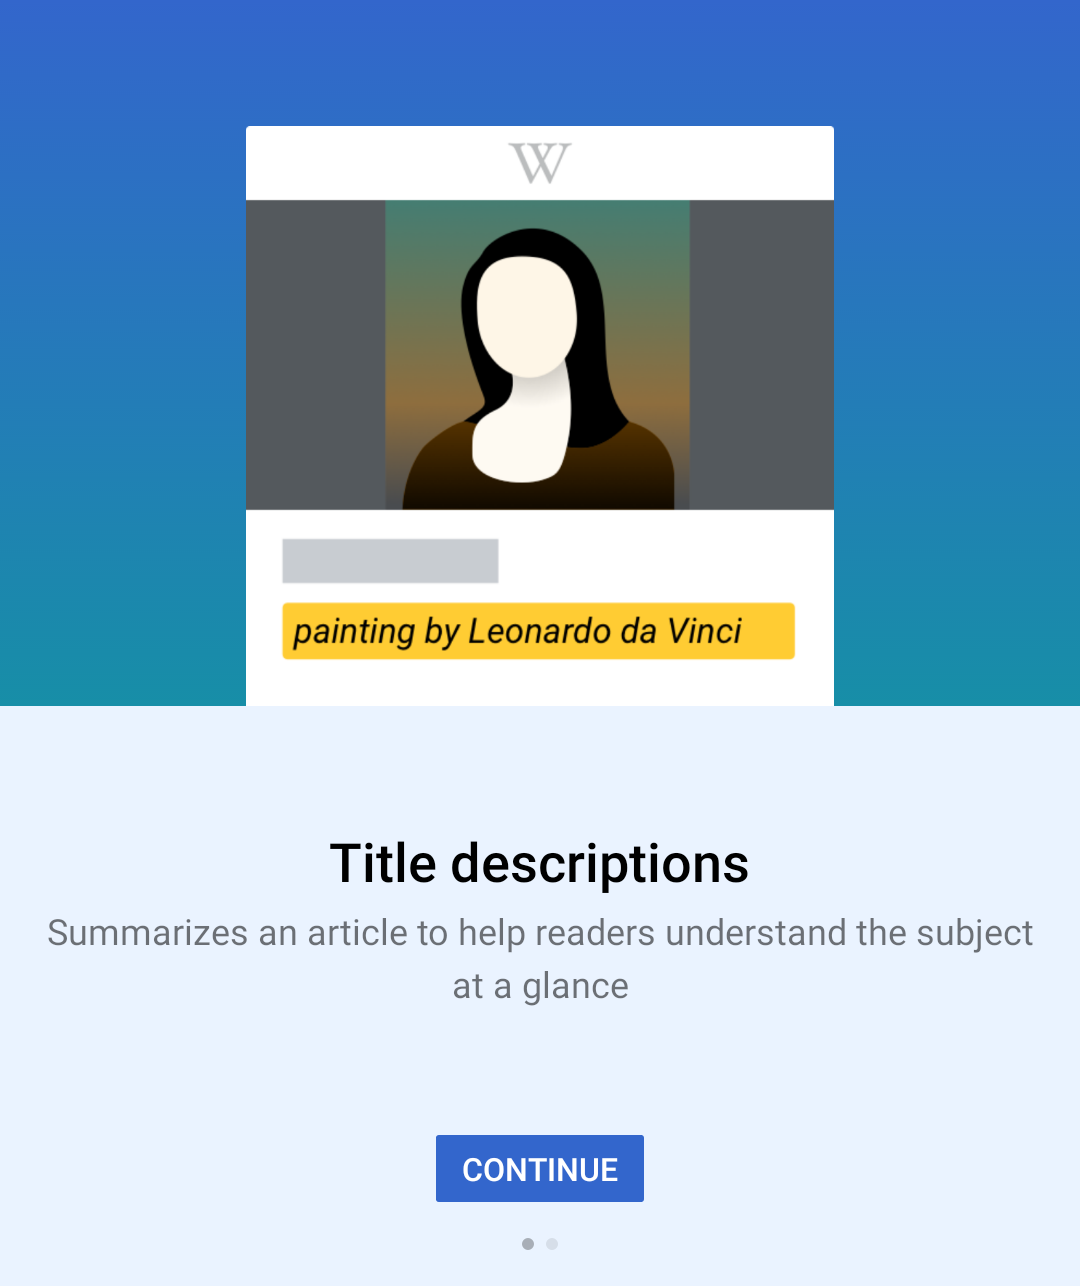 W
painting by Leonardo da Vinci
Title descriptions
Summarizes an article to help readers understand the subject
at a glance
CONTINUE